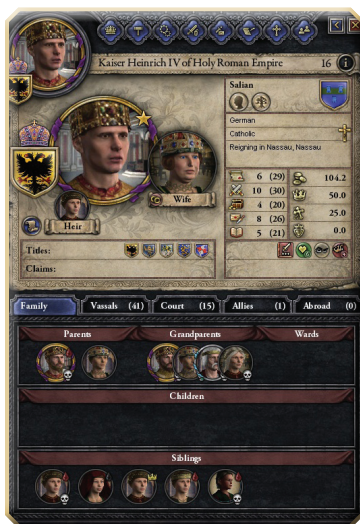 Kaiser Heinrich IV of Holy Roman Empire 16
Salian
German
Catholic
Reigning in Nassau, Nassau
6 (29) 104.2
10 (30) 50.0
4 (20) 25.0
8 (26) 0.0
5 (21)
Wife
Heir
Titles:
Claims:
Family Vassals (41) Court (15) Allies (1) Abroad (0)
Parents Grandparents Wards
Children
Siblings